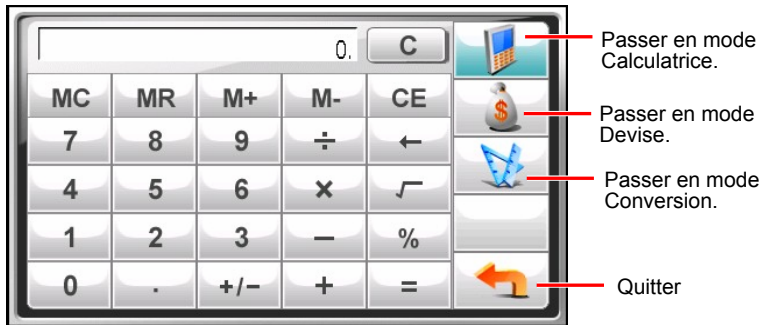 0. C
Passer en mode
Calculatrice.
MC MR M+ M- CE
$
Passer en mode
Devise.
7 8 9 ÷ ←
4 5 6 × √
Passer en mode
Conversion.
1 2 3 – %
0 . +/− + =
Quitter